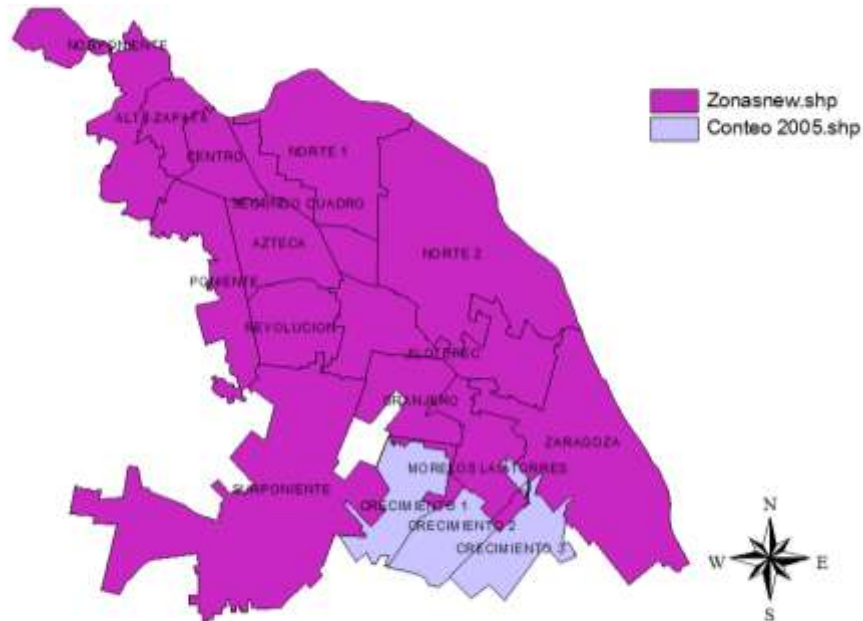 NORPONIENTE
ALTA ZAPATA
CENTRO
NORTE 1
SEGUNDO CUADRO
AZTECA
NORTE 2
PONIENTE
REVOLUCION
JILOTEPEC
GRANJERO
ZARAGOZA
MORELOS LAS TORRES
SURPONIENTE
CRECIMIENTO 1
CRECIMIENTO 2
CRECIMIENTO 3
Zonasnew.shp
Conteo 2005.shp
N
W
E
S